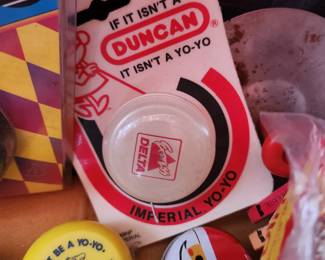 IF IT ISN'T A
DUNCAN®
IT ISN'T A YO-YO
DELTA
IMPERIAL YO-YO
T BE A YO-YO.